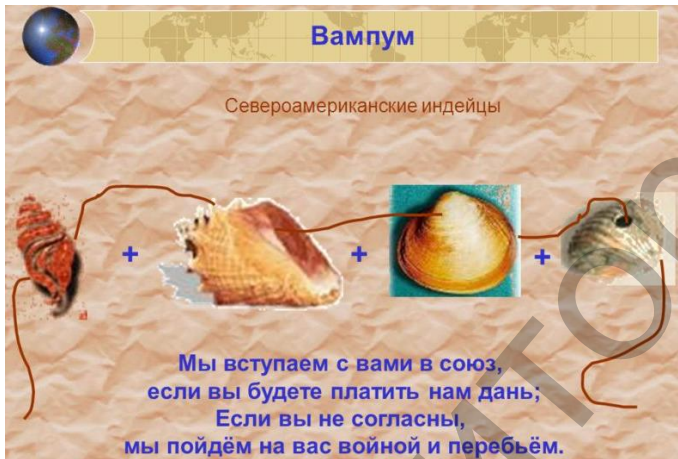 Вампум
Североамериканские индейцы
+ + +
Мы вступаем с вами в союз,
если вы будете платить нам дань;
Если вы не согласны,
мы пойдём на вас войной и перебьём.